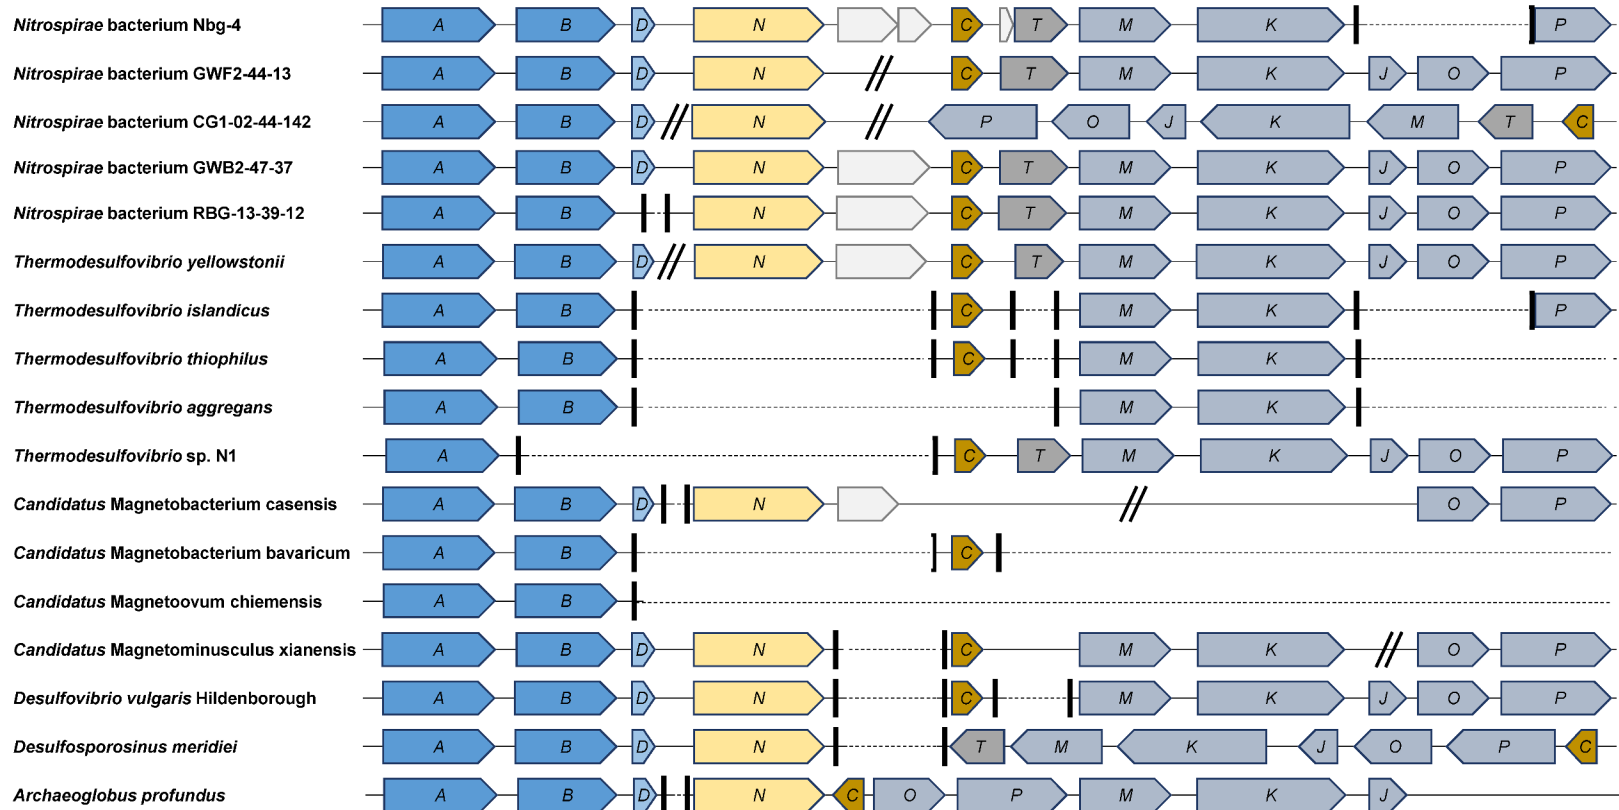 Nitrospirae bacterium Nbg-4 A B D N C T M K P
Nitrospirae bacterium GWF2-44-13 A B D N C T M K J O P
Nitrospirae bacterium CG1-02-44-142 A B D N P O J K M T C
Nitrospirae bacterium GWB2-47-37 A B D N C T M K J O P
Nitrospirae bacterium RBG-13-39-12 A B N C T M K J O P
Thermodesulfovibrio yellowstonii A B D N C T M K J O P
Thermodesulfovibrio islandicus A B C M K P
Thermodesulfovibrio thiophilus A B C M K
Thermodesulfovibrio aggregans A B M K
Thermodesulfovibrio sp. N1 A C T M K J O P
Candidatus Magnetobacterium casensis A B D N O P
Candidatus Magnetobacterium bavaricum A B C
Candidatus Magnetoovum chiemensis A B
Candidatus Magnetominusculus xianensis A B D N C M K O P
Desulfovibrio vulgaris Hildenborough A B D N C M K J O P
Desulfosporosinus meridiei A B D N T M K J O P C
Archaeoglobus profundus A B D N C O P M K J